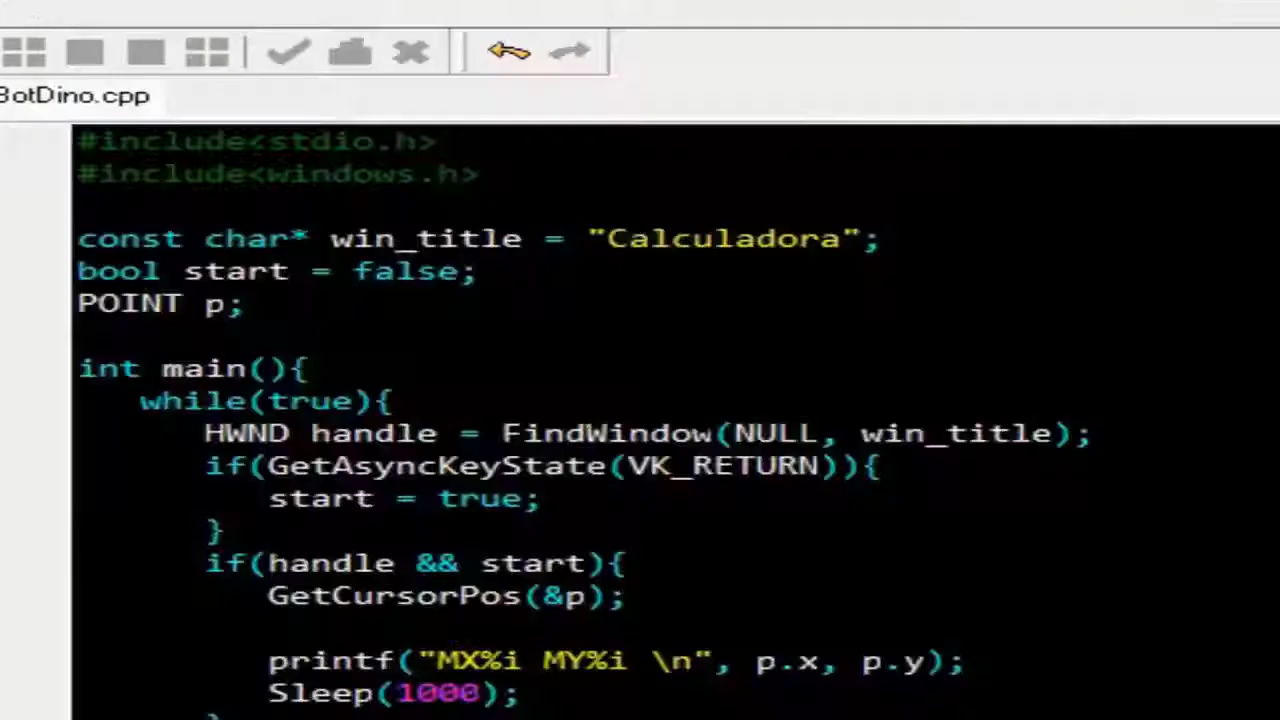 BotDino.cpp
#include<stdio.h>
#include<windows.h>
const char* win_title = "Calculadora";
bool start = false;
POINT p;
int main(){
while(true){
HWND handle = FindWindow(NULL, win_title);
if(GetAsyncKeyState(VK_RETURN)){
start = true;
}
if(handle && start){
GetCursorPos(&p);
printf("MX%i MY%i \n", p.x, p.y);
Sleep(1000);
}